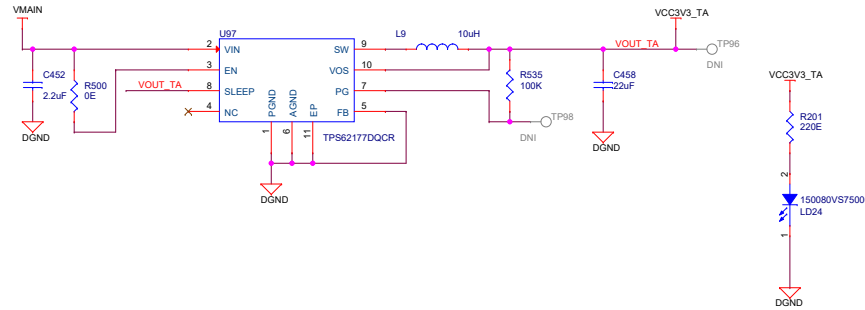 VMAIN
VCC3V3_TA
U97
L9
10uH
2
VIN
SW
9
VOUT_TA
TP96
DNI
C452
2.2uF
R500
0E
3
EN
VOS
10
R535
100K
C458
22uF
VCC3V3_TA
VOUT_TA
8
SLEEP
PG
7
4
NC
FB
5
PGND
AGND
EP
TP98
DNI
R201
220E
DGND
1
6
11
TPS62177DQCR
DGND
DGND
2
150080VS7500
LD24
1
DGND